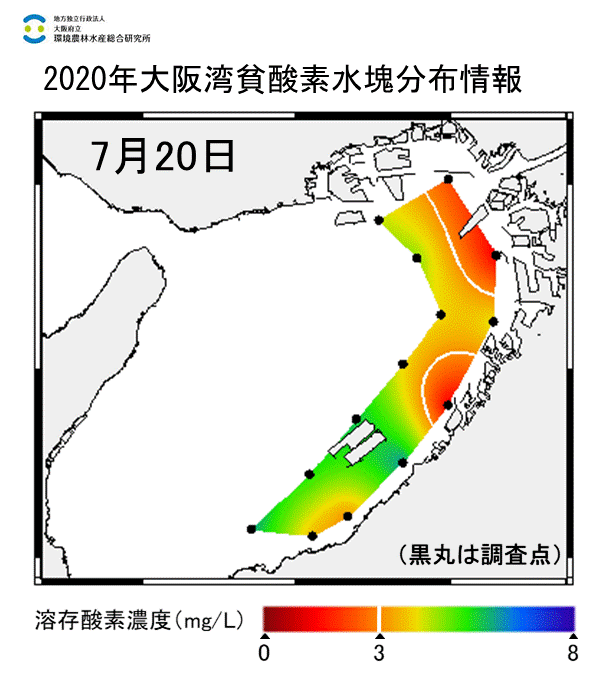 地方独立行政法人
大阪府立
環境農林水産総合研究所
2020年大阪湾貧酸素水塊分布情報
7月20日
(黒丸は調査点)
溶存酸素濃度(mg/L)
0 3 8